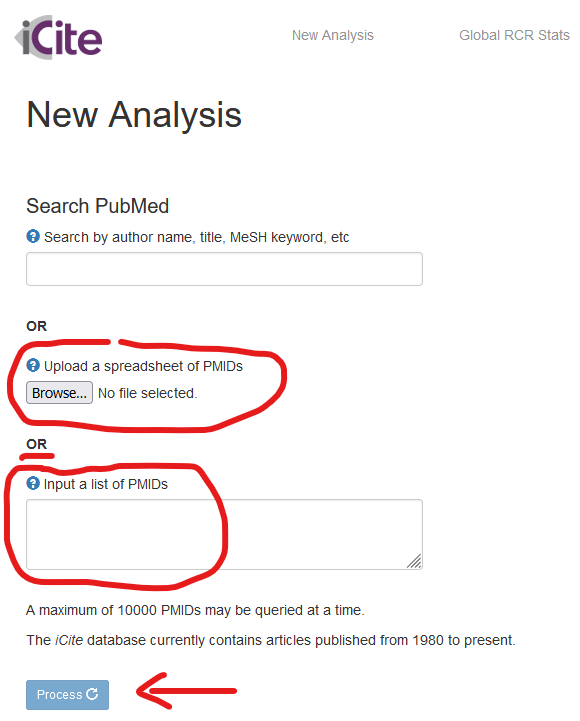 iCite
New Analysis Global RCR Stats
New Analysis
Search PubMed
? Search by author name, title, MeSH keyword, etc
OR
? Upload a spreadsheet of PMIDs
Browse... No file selected.
OR
? Input a list of PMIDs
A maximum of 10000 PMIDs may be queried at a time.
The iCite database currently contains articles published from 1980 to present.
Process